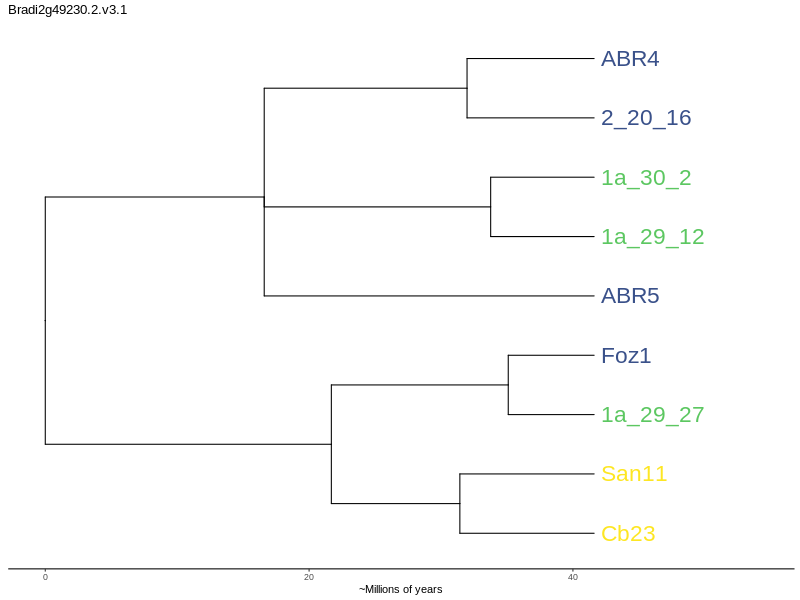 Bradi2g49230.2.v3.1
ABR4
2_20_16
1a_30_2
1a_29_12
ABR5
Foz1
1a_29_27
San11
Cb23
0 20 40
~Millions of years